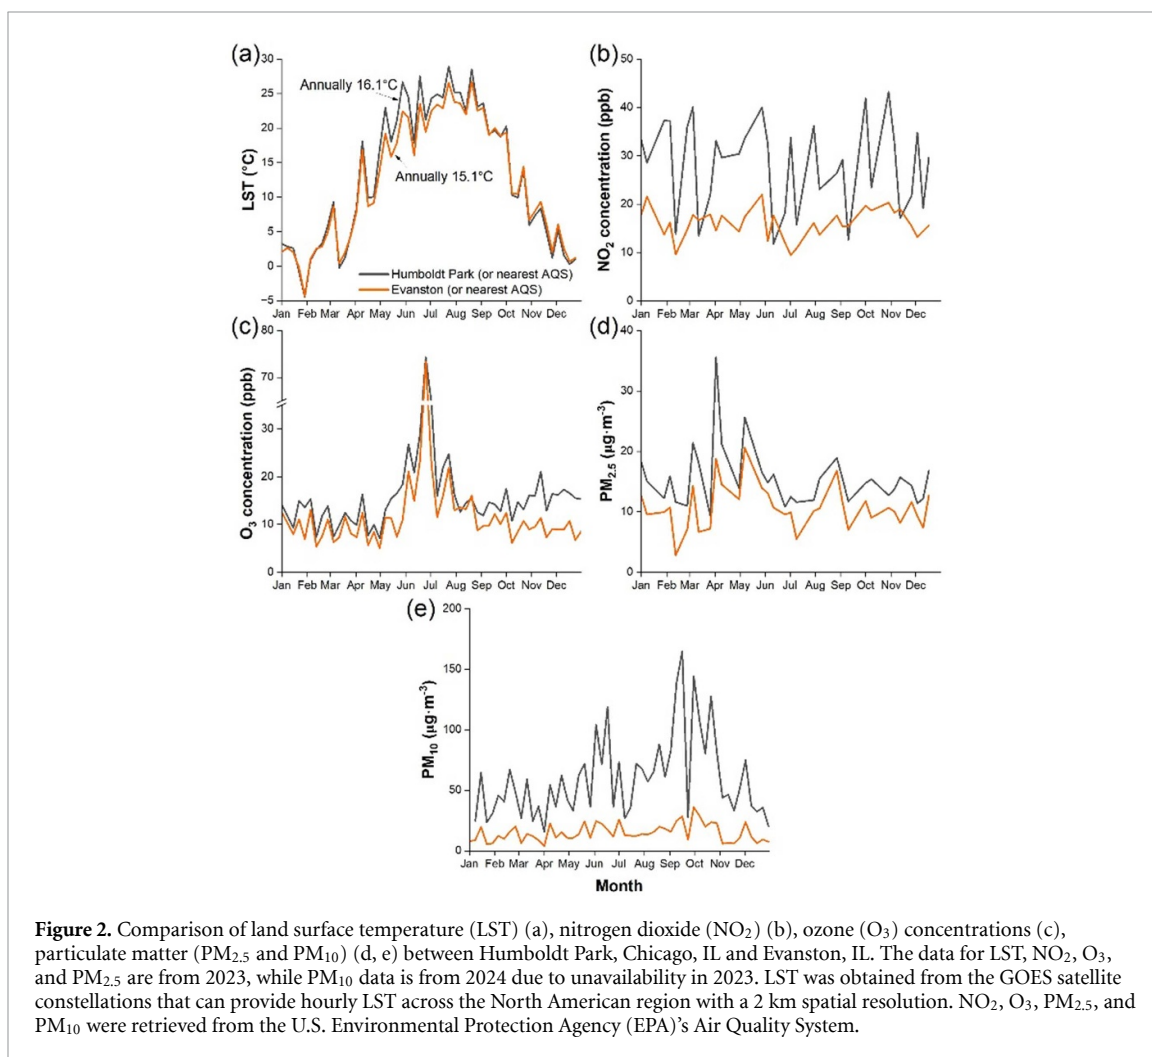 (a)
30
25
20
15
10
5
0
−5
LST (°C)
Annually 16.1°C
Annually 15.1°C
Humboldt Park (or nearest AQS)
Evanston (or nearest AQS)
Jan Feb Mar Apr May Jun Jul Aug Sep Oct Nov Dec
(b)
50
40
30
20
10
0
NO₂ concentration (ppb)
Jan Feb Mar Apr May Jun Jul Aug Sep Oct Nov Dec
(c)
80
70
30
20
10
0
O₃ concentration (ppb)
Jan Feb Mar Apr May Jun Jul Aug Sep Oct Nov Dec
(d)
40
30
20
10
0
PM₂.₅ (μg·m⁻³)
Jan Feb Mar Apr May Jun Jul Aug Sep Oct Nov Dec
(e)
200
150
100
50
0
PM₁₀ (μg·m⁻³)
Jan Feb Mar Apr May Jun Jul Aug Sep Oct Nov Dec
Month
Figure 2. Comparison of land surface temperature (LST) (a), nitrogen dioxide (NO₂) (b), ozone (O₃) concentrations (c),
particulate matter (PM₂.₅ and PM₁₀) (d, e) between Humboldt Park, Chicago, IL and Evanston, IL. The data for LST, NO₂, O₃,
and PM₂.₅ are from 2023, while PM₁₀ data is from 2024 due to unavailability in 2023. LST was obtained from the GOES satellite
constellations that can provide hourly LST across the North American region with a 2 km spatial resolution. NO₂, O₃, PM₂.₅, and
PM₁₀ were retrieved from the U.S. Environmental Protection Agency (EPA)'s Air Quality System.